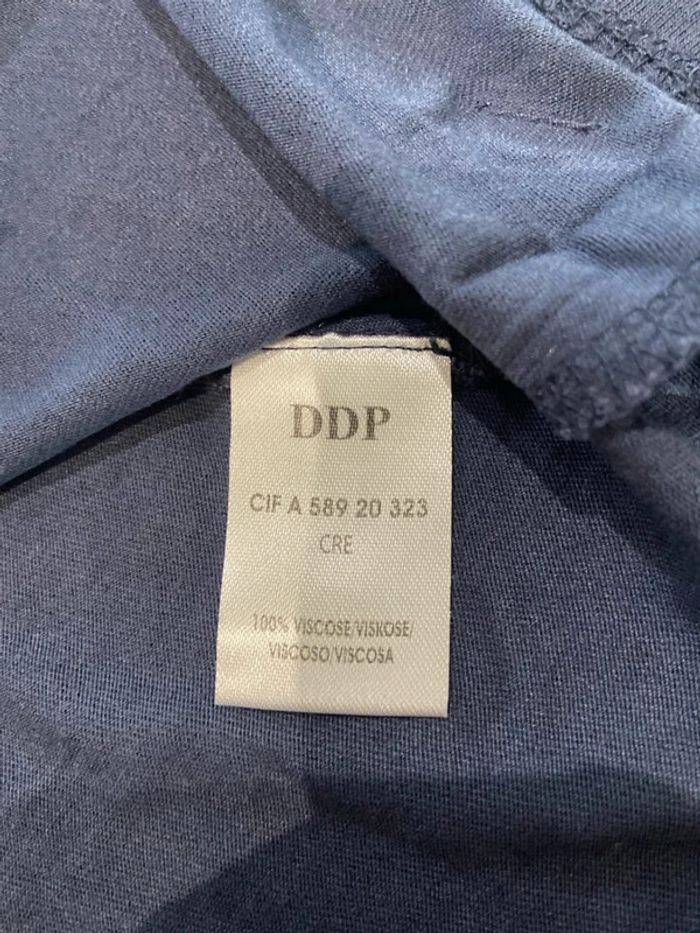 DDP
CIF A 589 20 323
CRE
100% VISCOSE/VISKOSE/
VISCOSO/VISCOSA